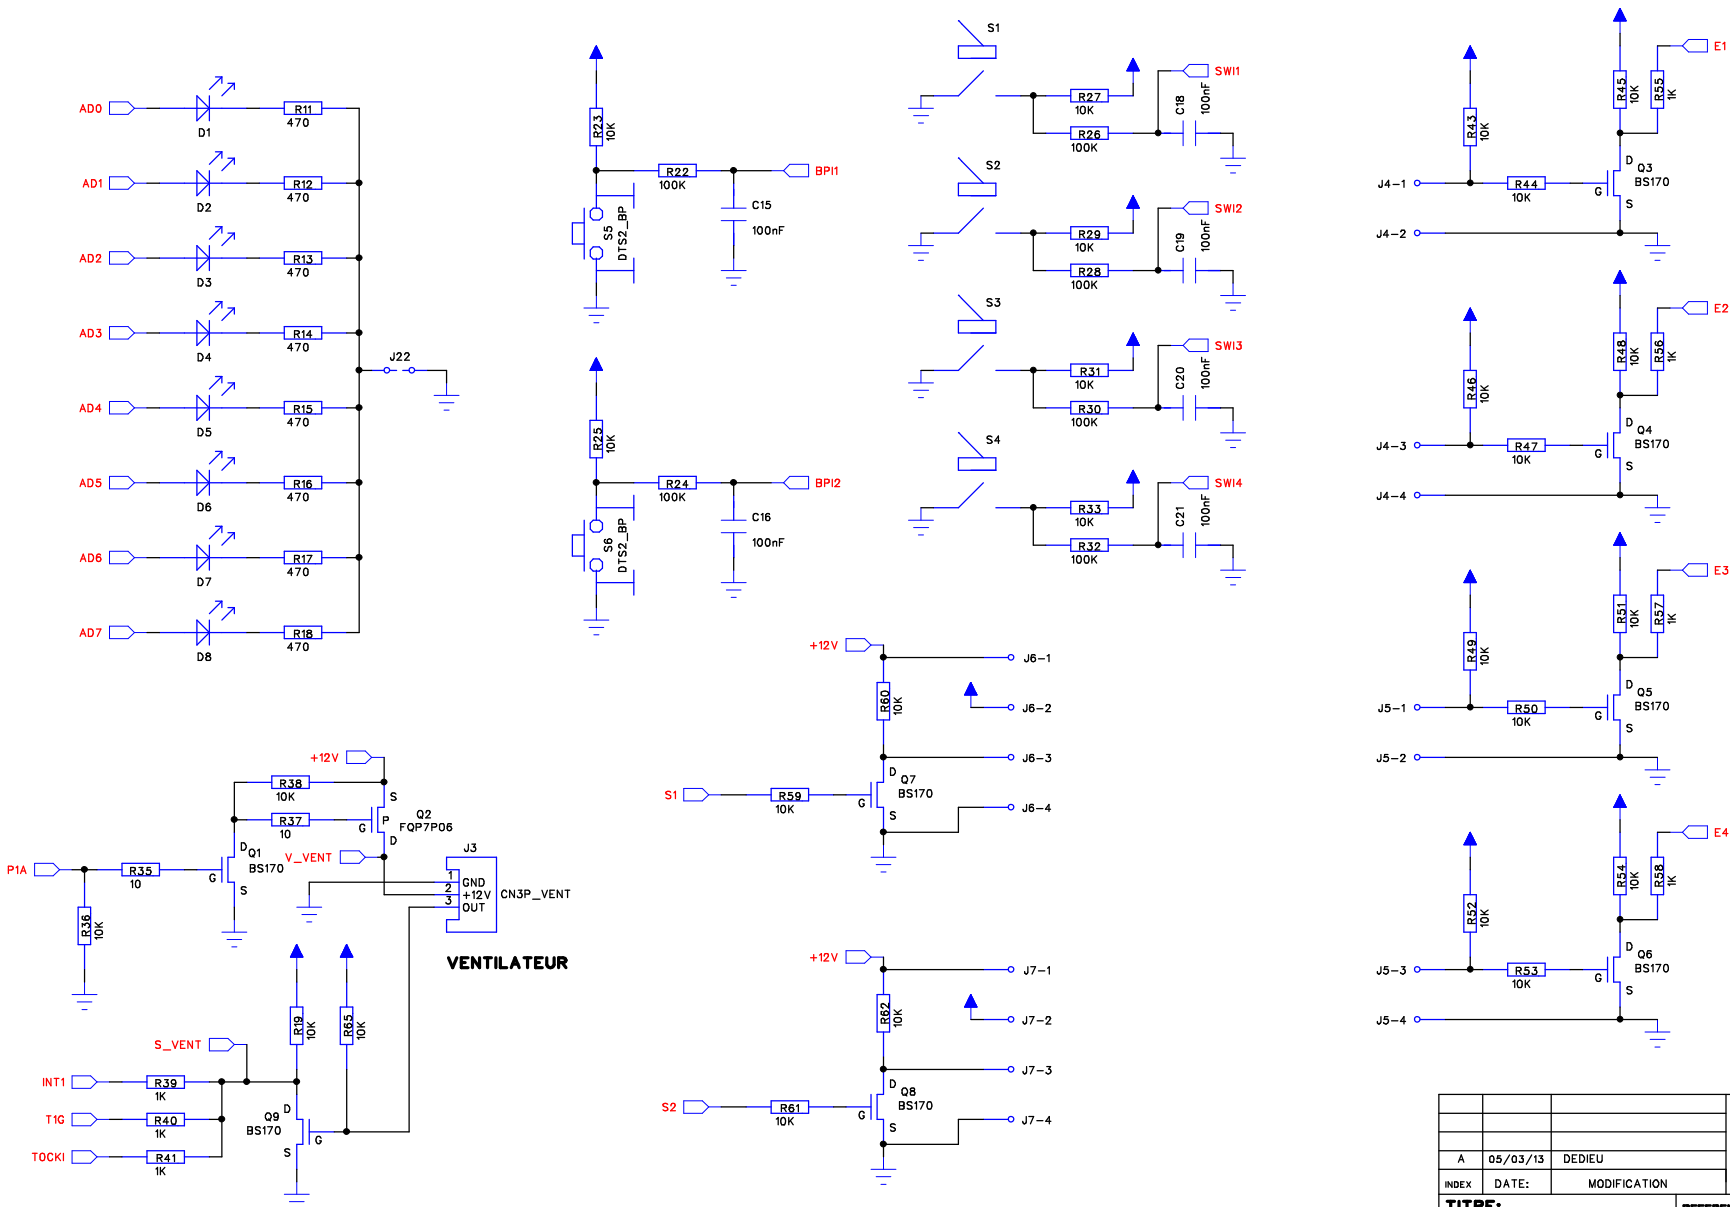 AD0
D1
R11
470
AD1
D2
R12
470
AD2
D3
R13
470
AD3
D4
R14
470
J22
AD4
D5
R15
470
AD5
D6
R16
470
AD6
D7
R17
470
AD7
D8
R18
470
R23
10K
R22
100K
BPI1
C15
100nF
S5
DTS2_BP
R25
10K
R24
100K
BPI2
C16
100nF
S6
DTS2_BP
S1
R27
10K
R26
100K
SWI1
C18
100nF
S2
R29
10K
R28
100K
SWI2
C19
100nF
S3
R31
10K
R30
100K
SWI3
C20
100nF
S4
R33
10K
R32
100K
SWI4
C21
100nF
E1
R45
10K
R55
1K
R43
10K
J4-1
R44
10K
D
Q3
BS170
G
S
J4-2
E2
R48
10K
R56
1K
R46
10K
J4-3
R47
10K
D
Q4
BS170
G
S
J4-4
E3
R51
10K
R57
1K
R49
10K
J5-1
R50
10K
D
Q5
BS170
G
S
J5-2
E4
R54
10K
R58
1K
R52
10K
J5-3
R53
10K
D
Q6
BS170
G
S
J5-4
+12V
J6-1
R60
10K
J6-2
J6-3
S1
R59
10K
D
Q7
BS170
G
S
J6-4
+12V
J7-1
R62
10K
J7-2
J7-3
S2
R61
10K
D
Q8
BS170
G
S
J7-4
+12V
R38
10K
S
Q2
FQP7P06
R37
10
G
P
D
V_VENT
P1A
R35
10
D
Q1
BS170
G
S
R36
10K
J3
1
GND
2
+12V
3
OUT
CN3P_VENT
VENTILATEUR
R19
10K
R65
10K
S_VENT
INT1
R39
1K
T1G
R40
1K
TOCKI
R41
1K
D
Q9
BS170
G
S
A
05/03/13
DEDIEU
INDEX
DATE:
MODIFICATION
TITRE: